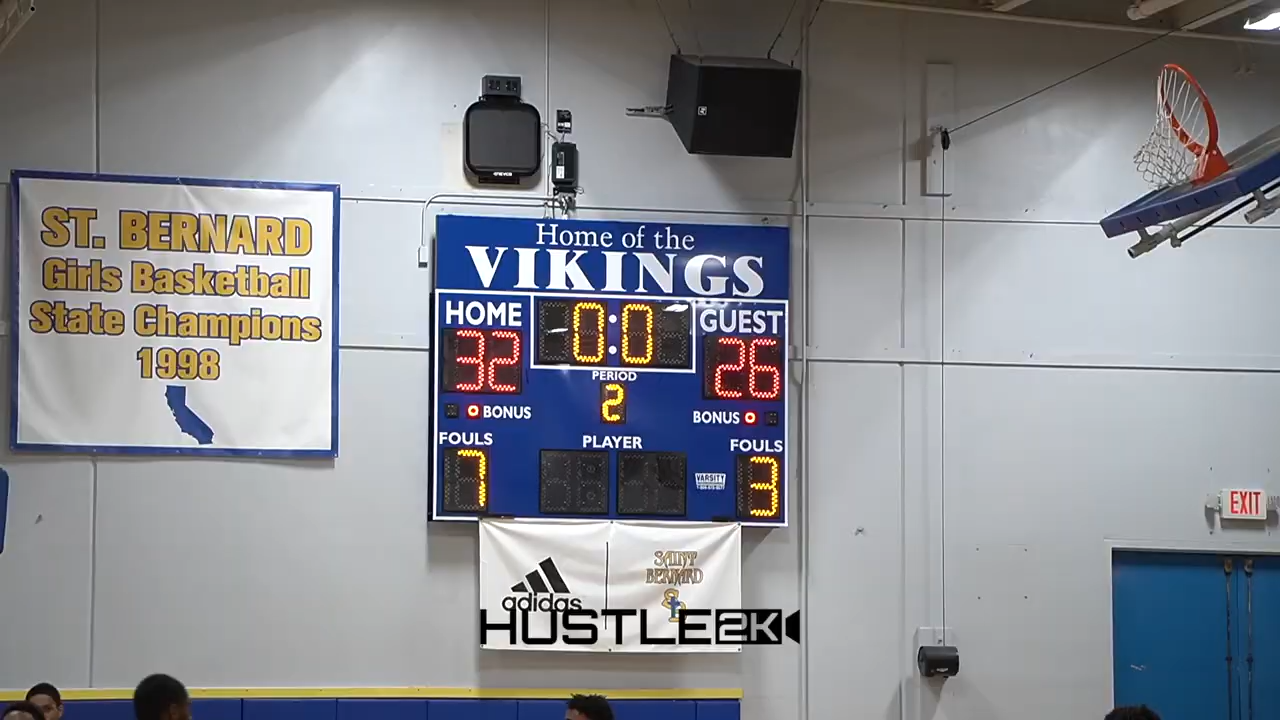 ST. BERNARD
Girls Basketball
State Champions
1998
Home of the
VIKINGS
HOME
0:0
GUEST
32
26
PERIOD
2
BONUS
BONUS
FOULS
PLAYER
FOULS
7
VARSITY
3
EXIT
adidas
SAINT
BERNARD
HUSTLE2K